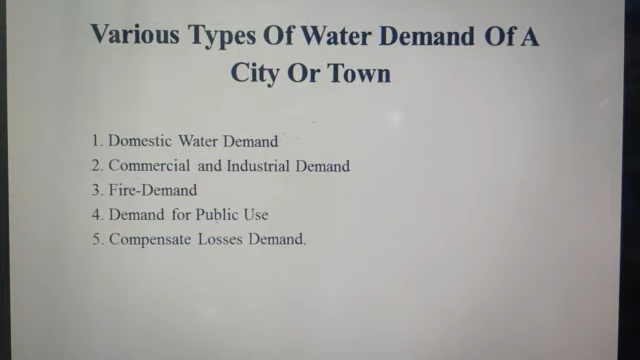 Various Types Of Water Demand Of A
City Or Town
1. Domestic Water Demand
2. Commercial and Industrial Demand
3. Fire-Demand
4. Demand for Public Use
5. Compensate Losses Demand.